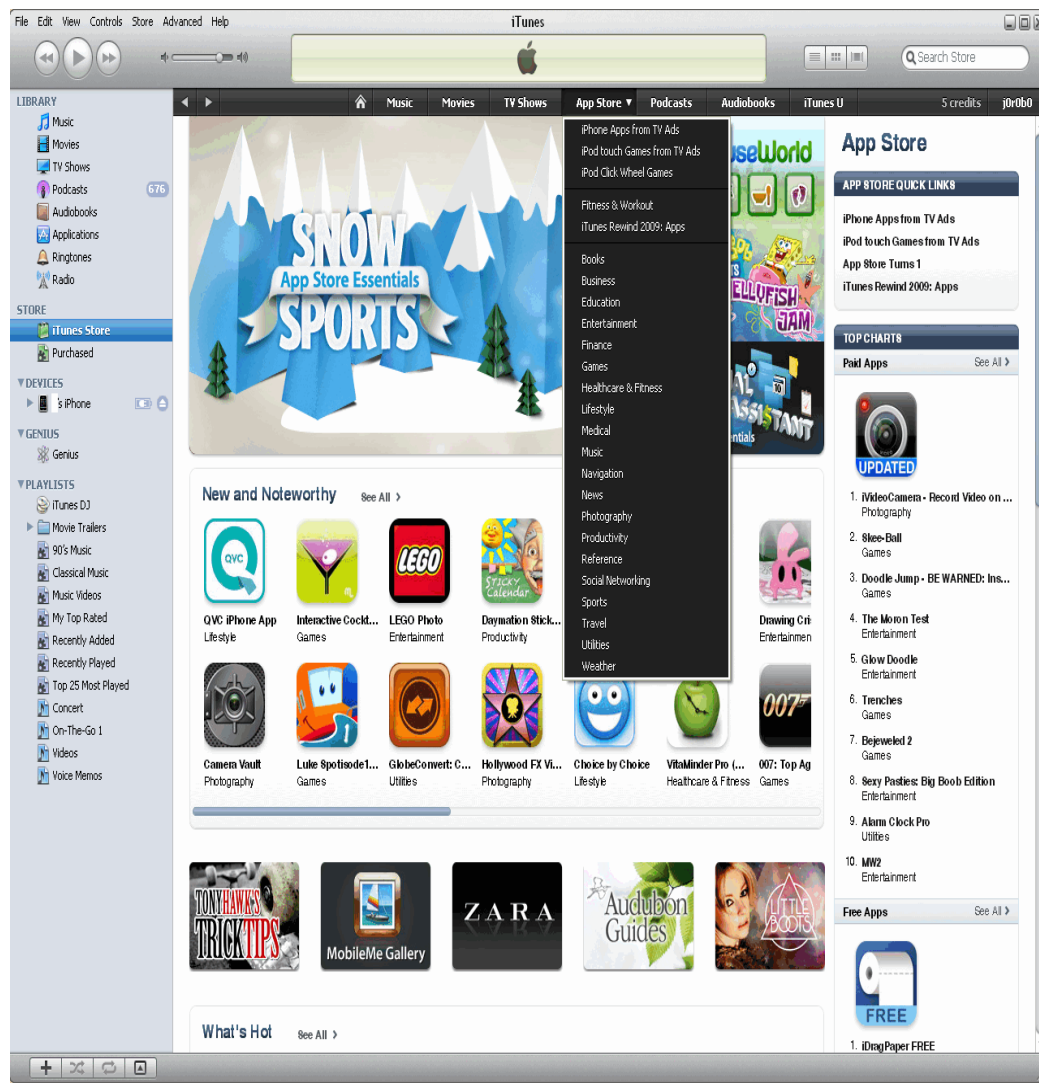 File Edit View Controls Store Advanced Help
iTunes
Search Store
LIBRARY
Music
Movies
TV Shows
Podcasts 676
Audiobooks
Applications
Ringtones
Radio
STORE
iTunes Store
Purchased
DEVICES
's iPhone
GENIUS
Genius
PLAYLISTS
iTunes DJ
Movie Trailers
90's Music
Classical Music
Music Videos
My Top Rated
Recently Added
Recently Played
Top 25 Most Played
Concert
On-The-Go 1
Videos
Voice Memos
Music Movies TV Shows App Store Podcasts Audiobooks iTunes U 5 credits j0r0b0
SNOW
App Store Essentials
SPORTS
iPhone Apps from TV Ads
iPod touch Games from TV Ads
iPod Click Wheel Games
Fitness & Workout
iTunes Rewind 2009: Apps
Books
Business
Education
Entertainment
Finance
Games
Healthcare & Fitness
Lifestyle
Medical
Music
Navigation
News
Photography
Productivity
Reference
Social Networking
Sports
Travel
Utilities
Weather
JAM
App Store
APP STORE QUICK LINKS
iPhone Apps from TV Ads
iPod touch Games from TV Ads
App Store Turns 1
iTunes Rewind 2009: Apps
TOP CHARTS
Paid Apps See All
UPDATED
1. iVideoCamera - Record Video on ...
Photography
2. Skee-Ball
Games
3. Doodle Jump - BE WARNED: Ins...
Games
4. The Moron Test
Entertainment
5. Glow Doodle
Entertainment
6. Trenches
Games
7. Bejeweled 2
Games
8. Sexy Pasties: Big Boob Edition
Entertainment
9. Alarm Clock Pro
Utilities
10. MW2
Entertainment
Free Apps See All
FREE
1. iDragPaper FREE
New and Noteworthy See All
QVC
LEGO
STICKY
Calendar
QVC iPhone App
Lifestyle
Interactive Cockt...
Games
LEGO Photo
Entertainment
Daymation Stick...
Productivity
Drawing Cri
Entertainmen
007
Camera Vault
Photography
Luke Spotisode 1...
Games
GlobeConvert: C...
Utilities
Hollywood FX Vi...
Photography
Choice by Choice
Lifestyle
VitaMinder Pro (...
Healthcare & Fitness
007: Top Ag
Games
TONY HAWK'S
TRICK TIPS
MobileMe Gallery
ZARA
Audubon
Guides
LITTLE
BOOTS
What's Hot See All